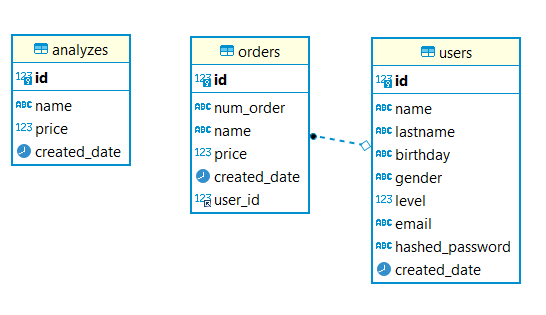 analyzes
123 id
ABC name
123 price
created_date
orders
123 id
ABC num_order
ABC name
123 price
created_date
123 user_id
users
123 id
ABC name
ABC lastname
ABC birthday
ABC gender
123 level
ABC email
ABC hashed_password
created_date